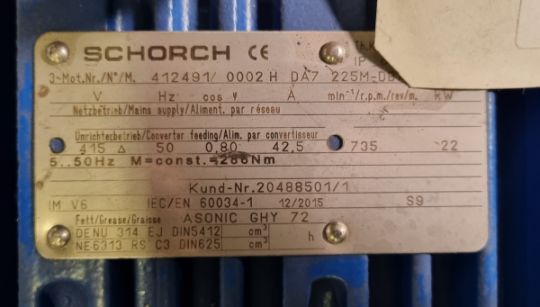 SCHORCH CE
3-Mot.Nr./N°/M. 412491/ 0002 H DA7 225M-DB
V Hz cos φ A min⁻¹/r.p.m./rev/m. kW
Netzbetrieb/Mains supply/Aliment. par réseau
Umrichterbetrieb/Converter feeding/Alim. par convertisseur
415 Δ 50 0,80 42,5 735 22
5..50Hz M=const.=286Nm
Kund-Nr.20488501/1
IM V6 IEC/EN 60034-1 12/2015 S9
Fett/Grease/Graisse ASONIC GHY 72
DENU 314 EJ DIN5412 cm³
NE6313 RS C3 DIN625 cm³ h